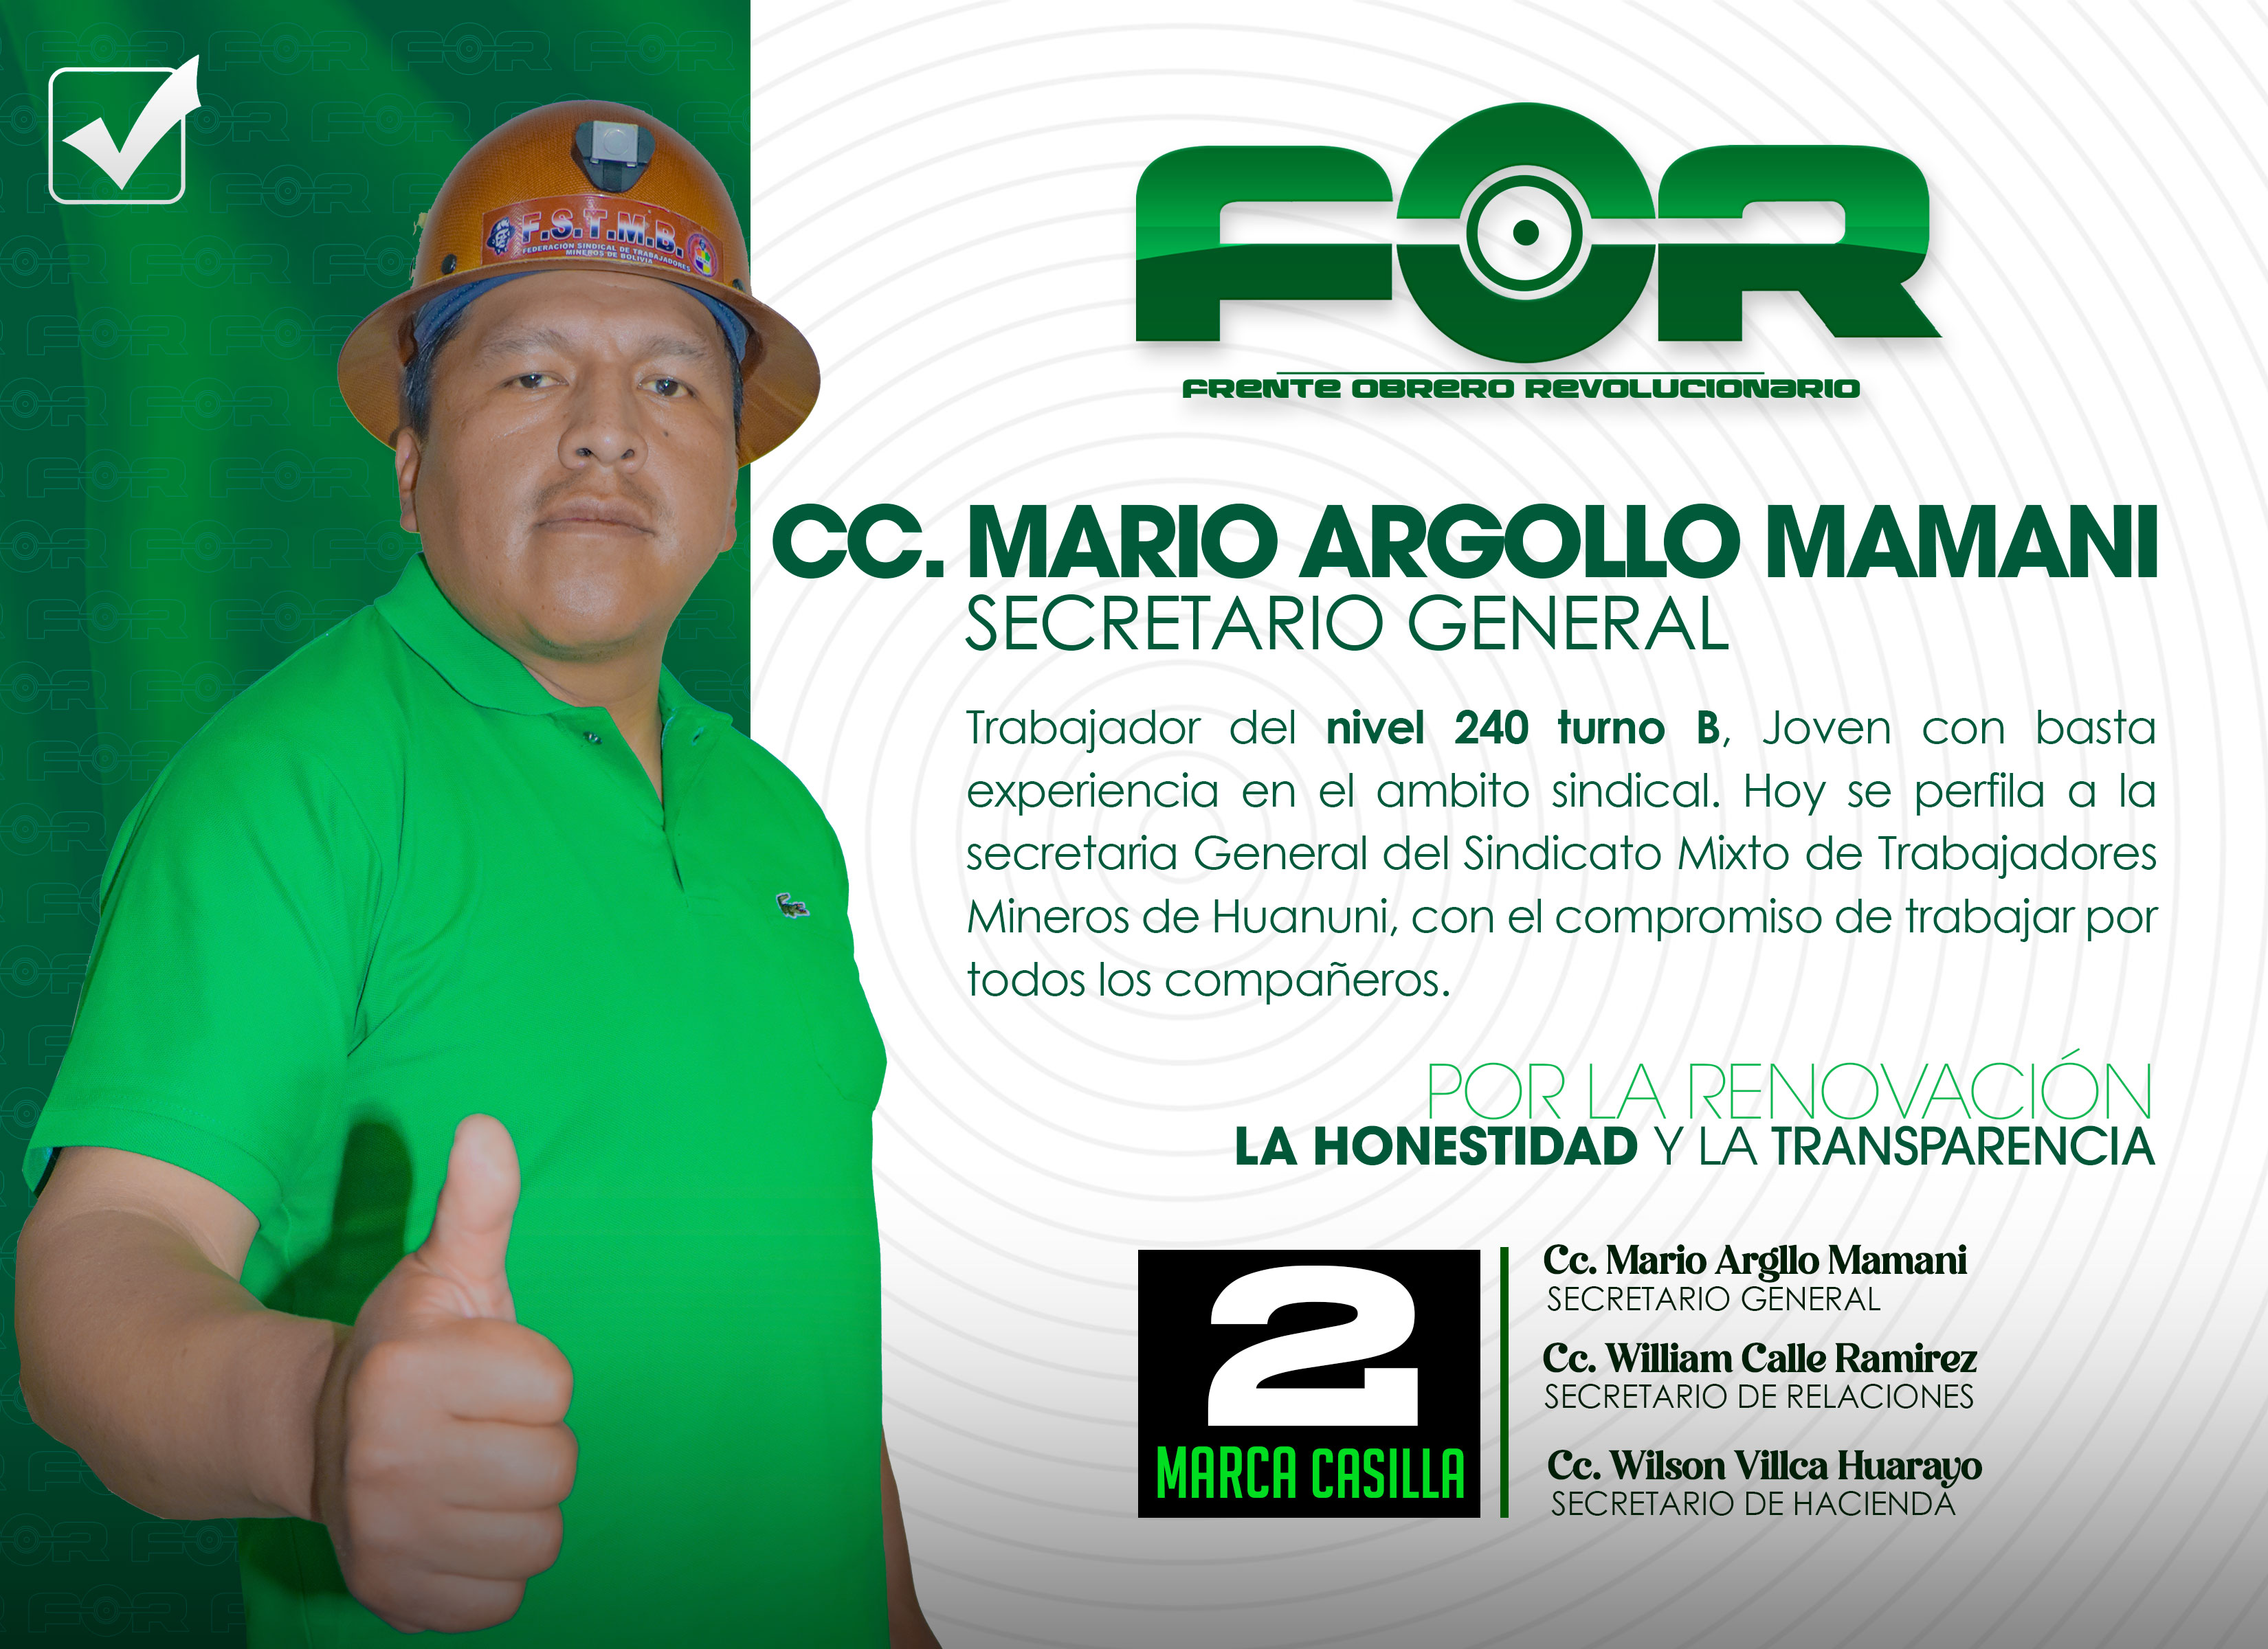 F.S.T.M.B.
FEDERACIÓN SINDICAL DE TRABAJADORES
MINEROS DE BOLIVIA
FOR
FRENTE OBRERO REVOLUCIONARIO
CC. MARIO ARGOLLO MAMANI
SECRETARIO GENERAL
Trabajador del nivel 240 turno B, Joven con basta
experiencia en el ambito sindical. Hoy se perfila a la
secretaria General del Sindicato Mixto de Trabajadores
Mineros de Huanuni, con el compromiso de trabajar por
todos los compañeros.
POR LA RENOVACIÓN
LA HONESTIDAD Y LA TRANSPARENCIA
2
MARCA CASILLA
Cc. Mario Argllo Mamani
SECRETARIO GENERAL
Cc. William Calle Ramirez
SECRETARIO DE RELACIONES
Cc. Wilson Villca Huarayo
SECRETARIO DE HACIENDA